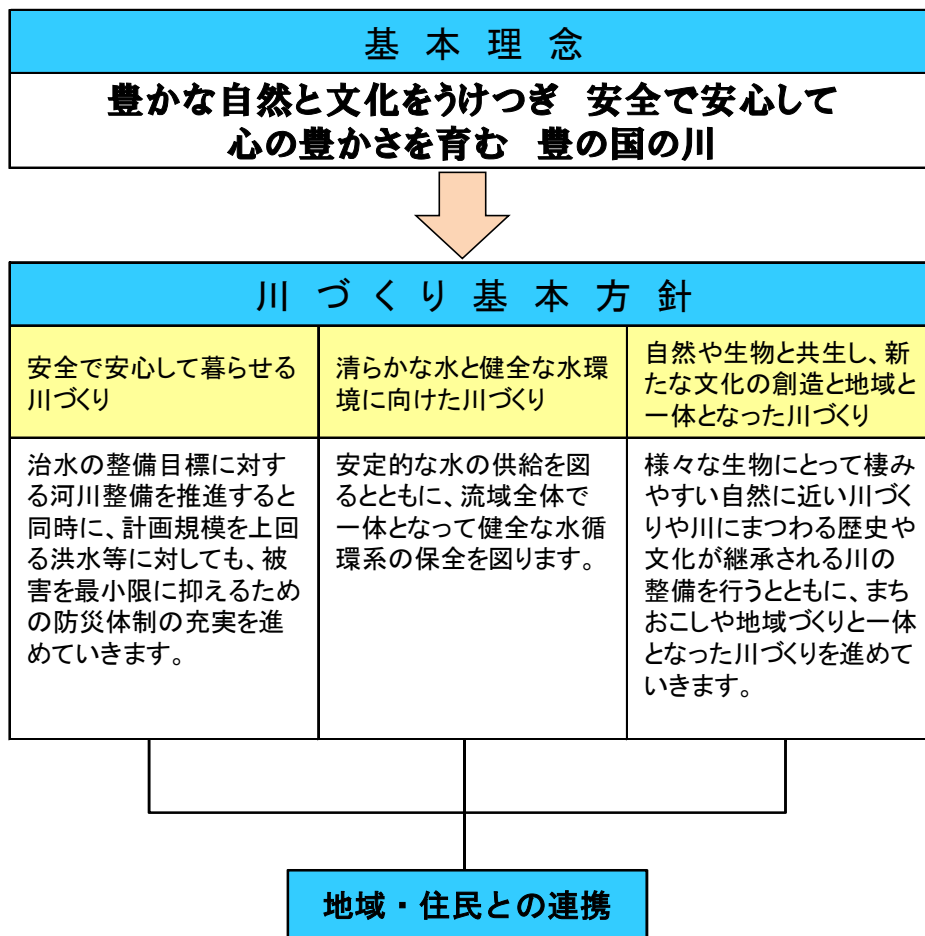 基本理念
豊かな自然と文化をうけつぎ 安全で安心して
心の豊かさを育む 豊の国の川
川づくり基本方針
安全で安心して暮らせる
川づくり
清らかな水と健全な水環
境に向けた川づくり
自然や生物と共生し、新
たな文化の創造と地域と
一体となった川づくり
治水の整備目標に対す
る河川整備を推進すると
同時に、計画規模を上回
る洪水等に対しても、被
害を最小限に抑えるため
の防災体制の充実を進
めていきます。
安定的な水の供給を図
るとともに、流域全体で
一体となって健全な水循
環系の保全を図ります。
様々な生物にとって棲み
やすい自然に近い川づく
りや川にまつわる歴史や
文化が継承される川の
整備を行うとともに、まち
おこしや地域づくりと一体
となった川づくりを進めて
いきます。
地域・住民との連携